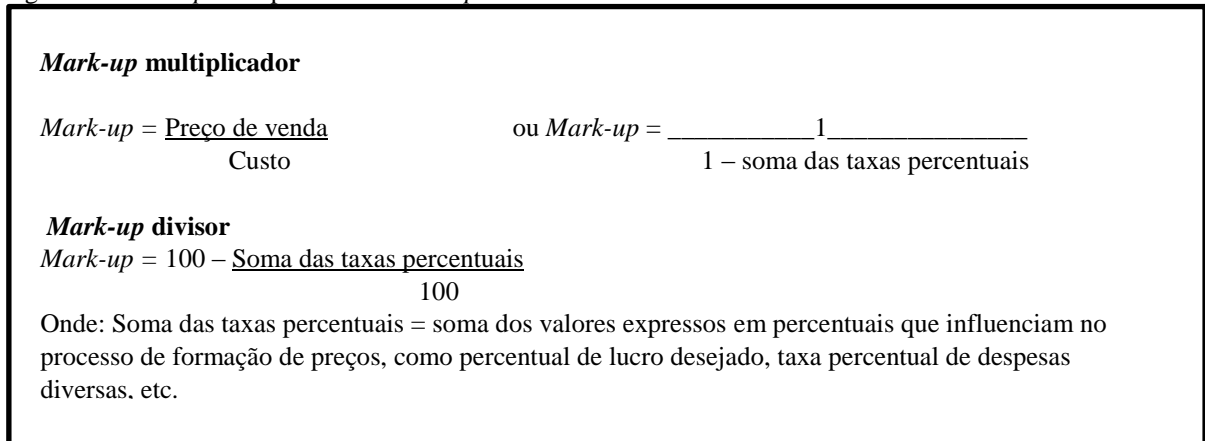 Mark-up multiplicador
Mark-up = Preço de venda ou Mark-up = ___________1_______________
Custo 1 – soma das taxas percentuais
Mark-up divisor
Mark-up = 100 – Soma das taxas percentuais
100
Onde: Soma das taxas percentuais = soma dos valores expressos em percentuais que influenciam no
processo de formação de preços, como percentual de lucro desejado, taxa percentual de despesas
diversas, etc.